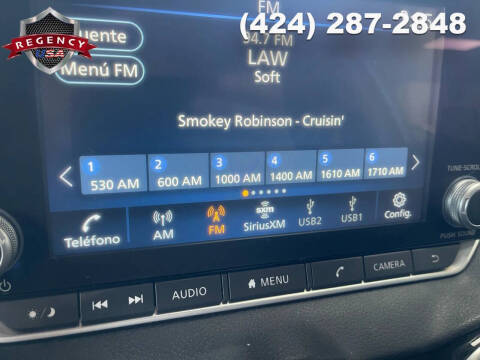 REGENCY
USA
(424) 287-2848
FM
94.7 FM
LAW
Soft
Menú FM
Smokey Robinson - Cruisin'
1 2 3 4 5 6
530 AM 600 AM 1000 AM 1400 AM 1610 AM 1710 AM
TUNE-SCROLL
Teléfono AM FM SiriusXM USB2 USB1 Config.
PUSH SOUND
AUDIO MENU CAMERA